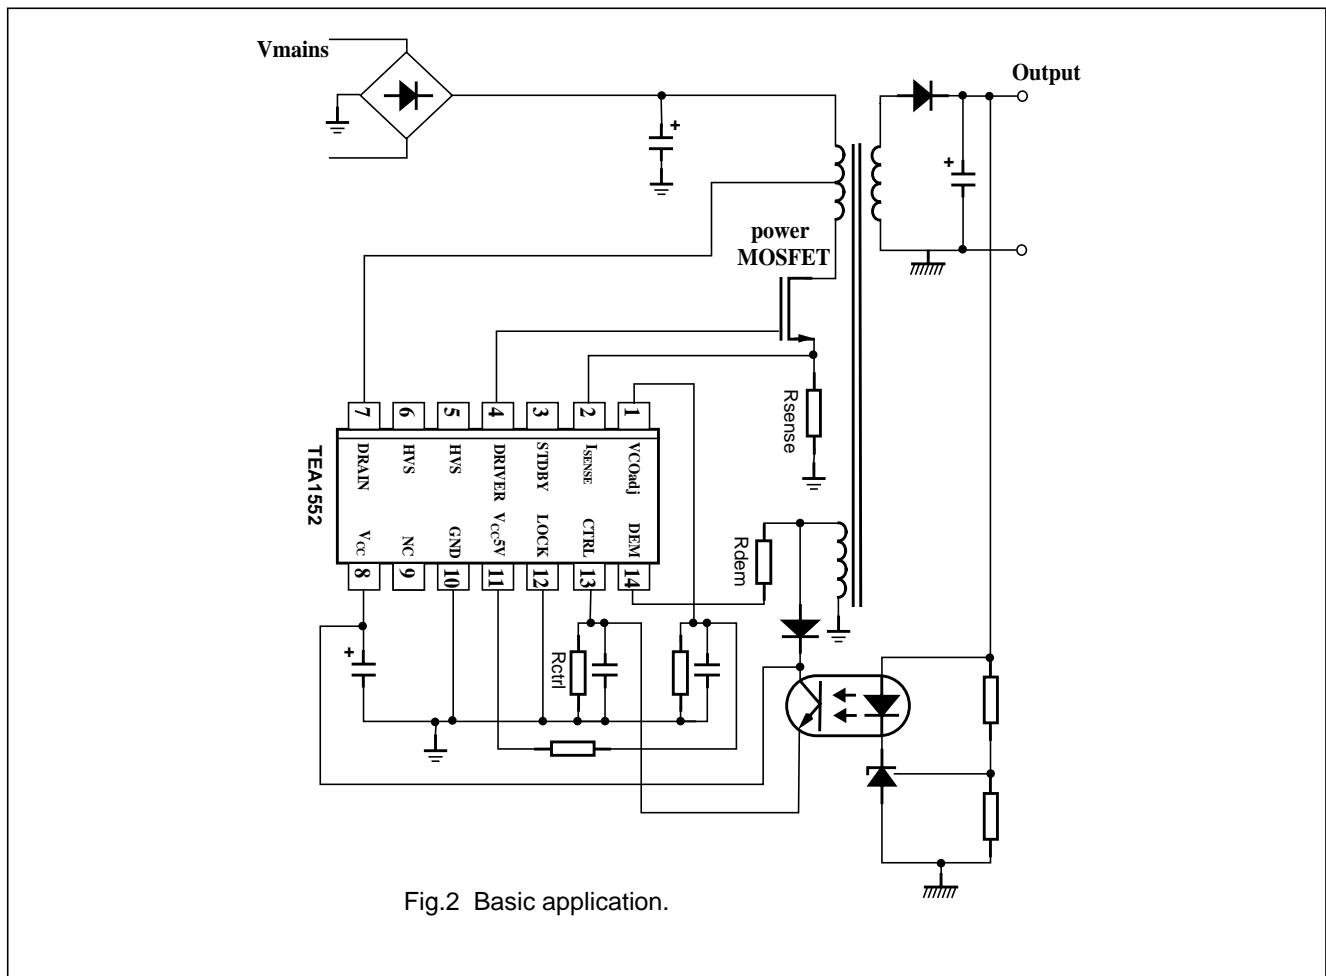 Vmains
Output
+
+
power
MOSFET
7
6
5
4
3
2
1
Rsense
DRAIN
HVS
HVS
DRIVER
STDBY
ISENSE
VCOadj
TEA1552
VCC
NC
GND
VCC5V
LOCK
CTRL
DEM
Rdem
8
9
10
11
12
13
14
+
Rctrl
Fig.2 Basic application.